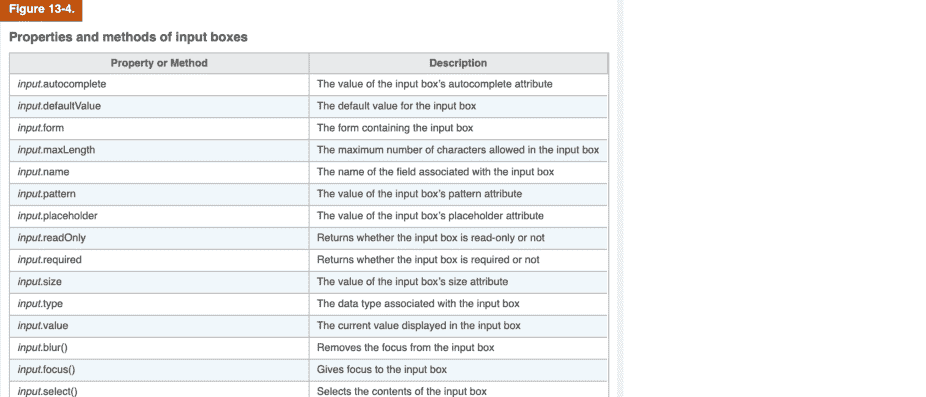 Figure 13-4.
Properties and methods of input boxes
Property or Method Description
input.autocomplete The value of the input box's autocomplete attribute
input.defaultValue The default value for the input box
input.form The form containing the input box
input.maxLength The maximum number of characters allowed in the input box
input.name The name of the field associated with the input box
input.pattern The value of the input box's pattern attribute
input.placeholder The value of the input box's placeholder attribute
input.readOnly Returns whether the input box is read-only or not
input.required Returns whether the input box is required or not
input.size The value of the input box's size attribute
input.type The data type associated with the input box
input.value The current value displayed in the input box
input.blur() Removes the focus from the input box
input.focus() Gives focus to the input box
input.select() Selects the contents of the input box